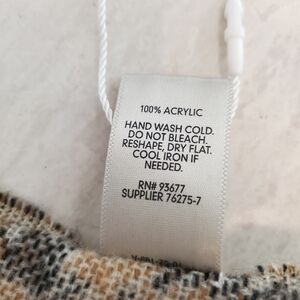 100% ACRYLIC
HAND WASH COLD.
DO NOT BLEACH.
RESHAPE, DRY FLAT.
COOL IRON IF
NEEDED.
RN# 93677
SUPPLIER 76275-7